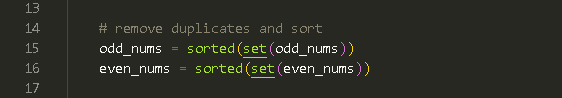 13
14 # remove duplicates and sort
15 odd_nums = sorted(set(odd_nums))
16 even_nums = sorted(set(even_nums))
17